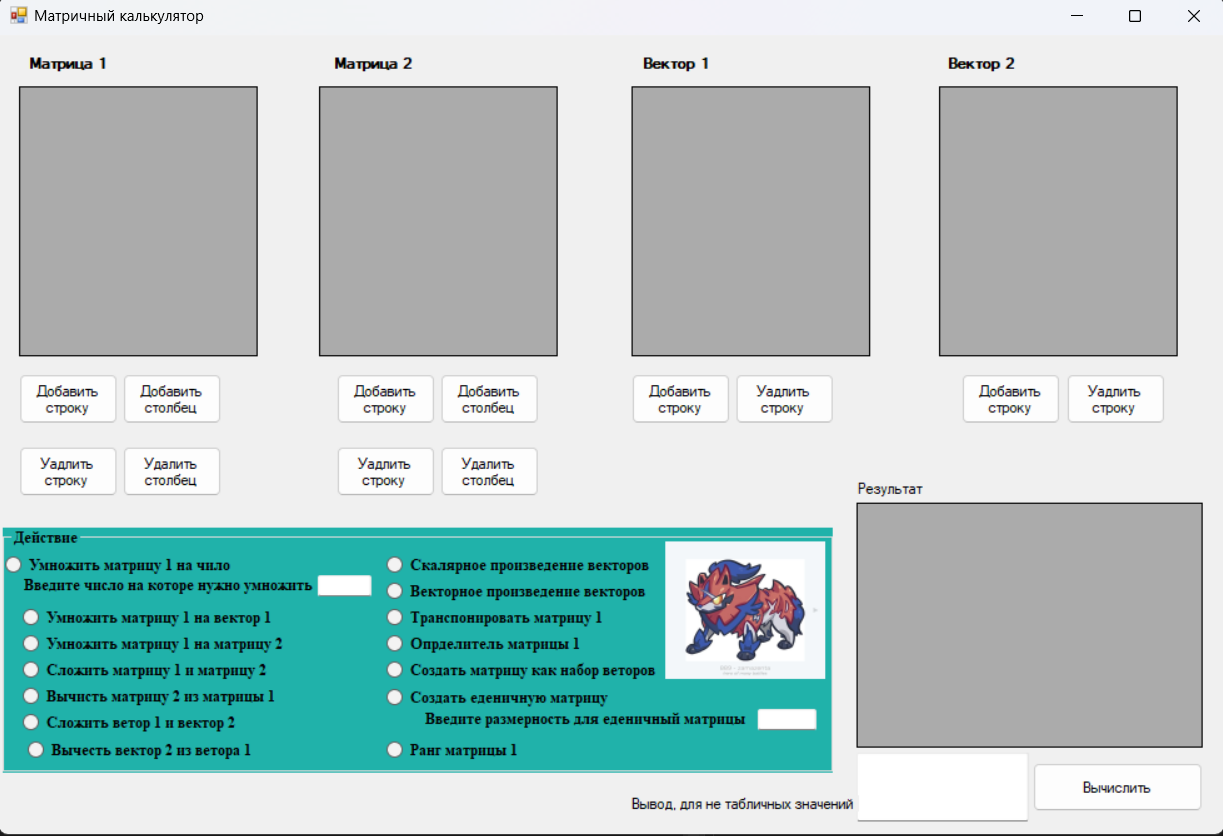 Матричный калькулятор
Матрица 1
Матрица 2
Вектор 1
Вектор 2
Добавить
строку
Добавить
столбец
Добавить
строку
Добавить
столбец
Добавить
строку
Уадлить
строку
Добавить
строку
Уадлить
строку
Уадлить
строку
Удалить
столбец
Уадлить
строку
Удалить
столбец
Результат
Действие
Умножить матрицу 1 на чило
Введите число на которе нужно умножить
Умножить матрицу 1 на вектор 1
Умножить матрицу 1 на матрицу 2
Сложить матрицу 1 и матрицу 2
Вычисть матрицу 2 из матрицы 1
Сложить ветор 1 и вектор 2
Вычесть вектор 2 из ветора 1
Скалярное произведение векторов
Векторное произведение векторов
Транспонировать матрицу 1
Опрделитель матрицы 1
Создать матрицу как набор веторов
Создать еденичную матрицу
Введите размерность для еденичный матрицы
Ранг матрицы 1
Вывод, для не табличных значений
Вычислить